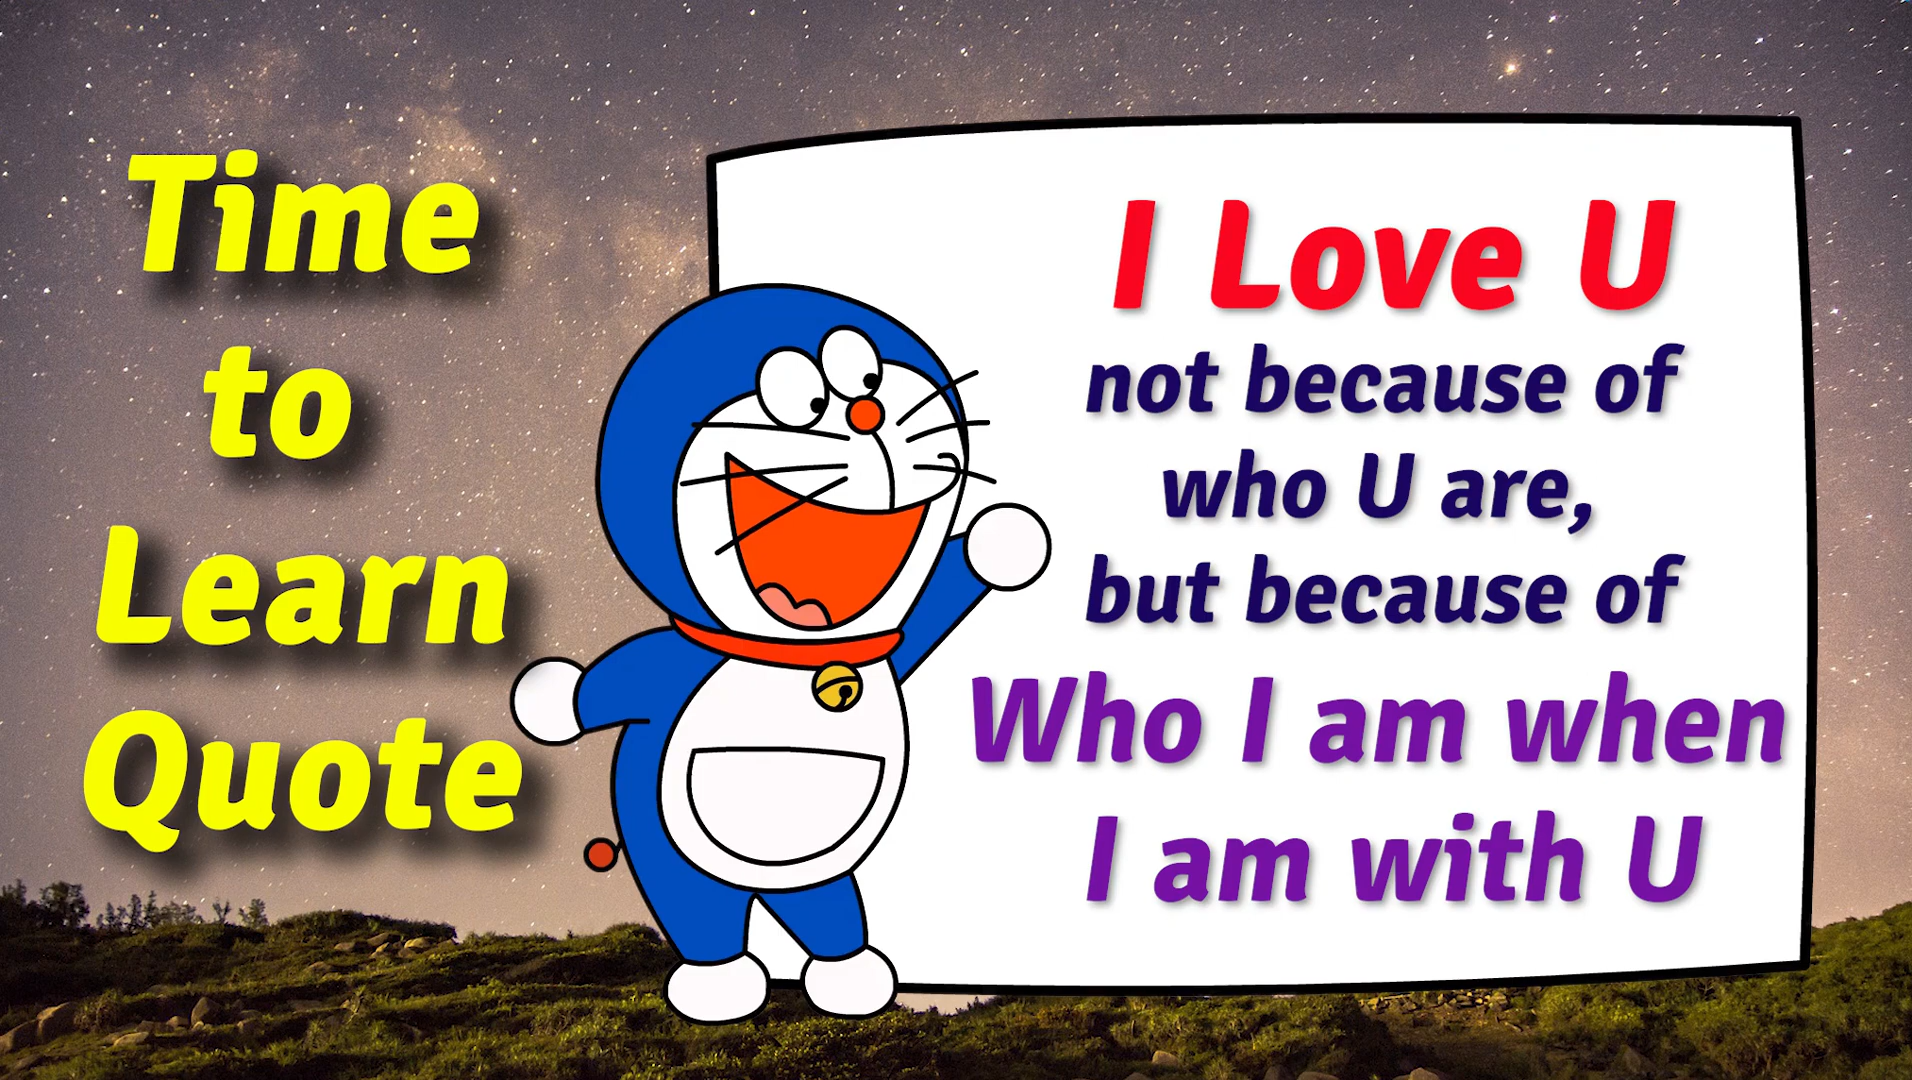 Time
to
Learn
Quote
I Love U
not because of
who U are,
but because of
Who I am when
I am with U